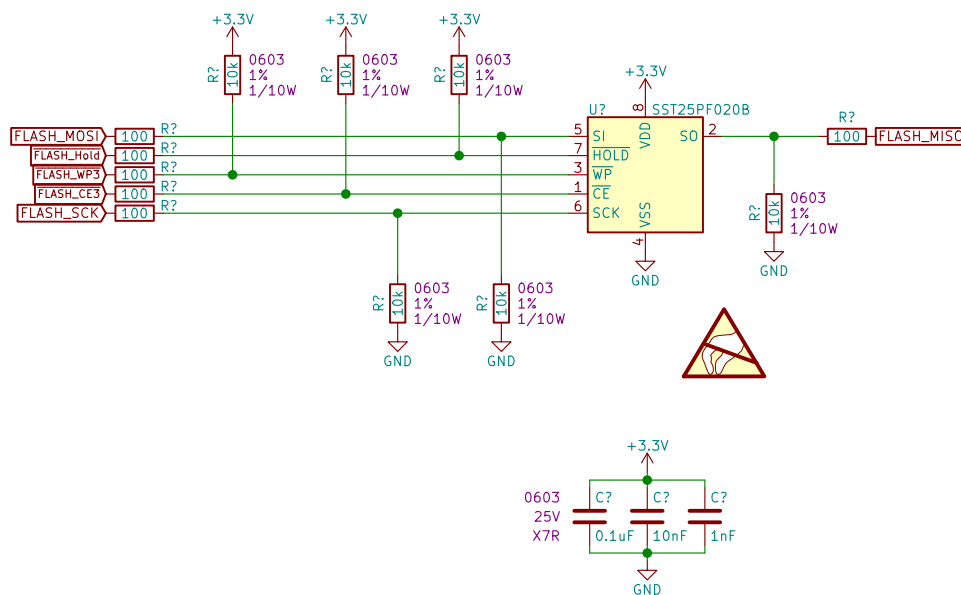 +3.3V
+3.3V
+3.3V
R?
10k
0603
1%
1/10W
R?
10k
0603
1%
1/10W
R?
10k
0603
1%
1/10W
+3.3V
U?
8
SST25PF020B
VDD
FLASH_MOSI
100
R?
5
SI
SO
2
R?
100
FLASH_MISO
FLASH_Hold
100
R?
7
HOLD
FLASH_WP3
100
R?
3
WP
FLASH_CE3
100
R?
1
CE
FLASH_SCK
100
R?
6
SCK
VSS
4
GND
R?
10k
0603
1%
1/10W
GND
R?
10k
0603
1%
1/10W
GND
R?
10k
0603
1%
1/10W
GND
+3.3V
0603
25V
X7R
C?
0.1uF
C?
10nF
C?
1nF
GND